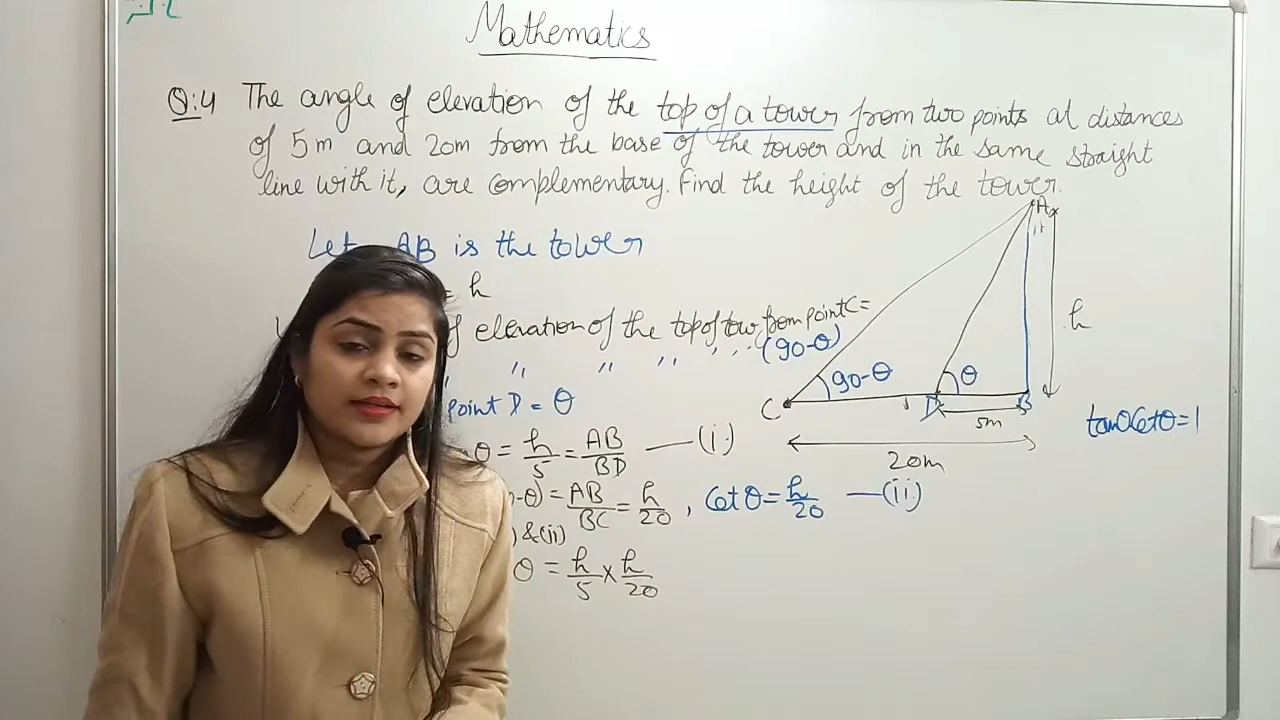 Mathematics
Q:4 The angle of elevation of the top of a tower from two points at distances
of 5m and 20m from the base of the tower and in the same straight
line with it, are complementary. Find the height of the tower.
Let AB is the tower
= h
of elevation of the top of tow from point C=
(90-θ)
" " " " "
point D = θ
θ = h/5 = AB/BD — (i)
-θ) = AB/BC = h/20 , Cotθ = h/20 — (ii)
) & (ii)
θ = h/5 × h/20
A
h
90-θ
θ
C
D
B
5m
20m
tanθCotθ=1